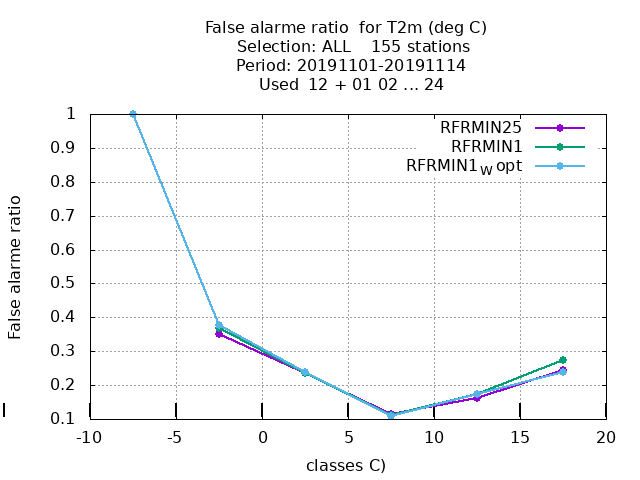 False alarme ratio  for T2m (deg C)
Selection: ALL    155 stations
Period: 20191101-20191114
Used  12 + 01 02 ... 24
RFRMIN25
RFRMIN1
RFRMIN1W opt
1
0.9
0.8
0.7
0.6
0.5
0.4
0.3
0.2
0.1
False alarme ratio
-10 -5 0 5 10 15 20
classes C)